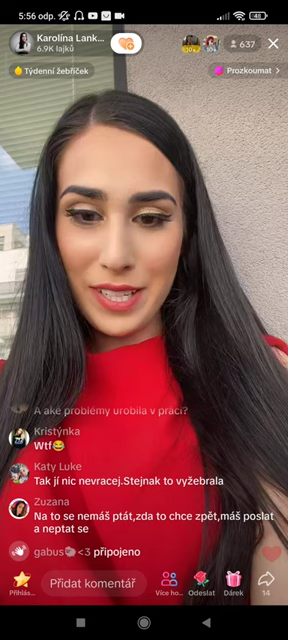 5:56 odp.
48
Karolína Lank...
6.9K lajků
637
Týdenní žebříček
Prozkoumat >
A aké problémy urobila v práci?
Kristýnka
Wtf😂
Katy Luke
Tak jí nic nevracej.Stejnak to vyžebrala
Zuzana
Na to se nemáš ptát,zda to chce zpět,máš poslat
a neptat se
gabus🐑 <3 připojeno
Přihlás...
Přidat komentář
Více ho...
Odeslat
Dárek
14